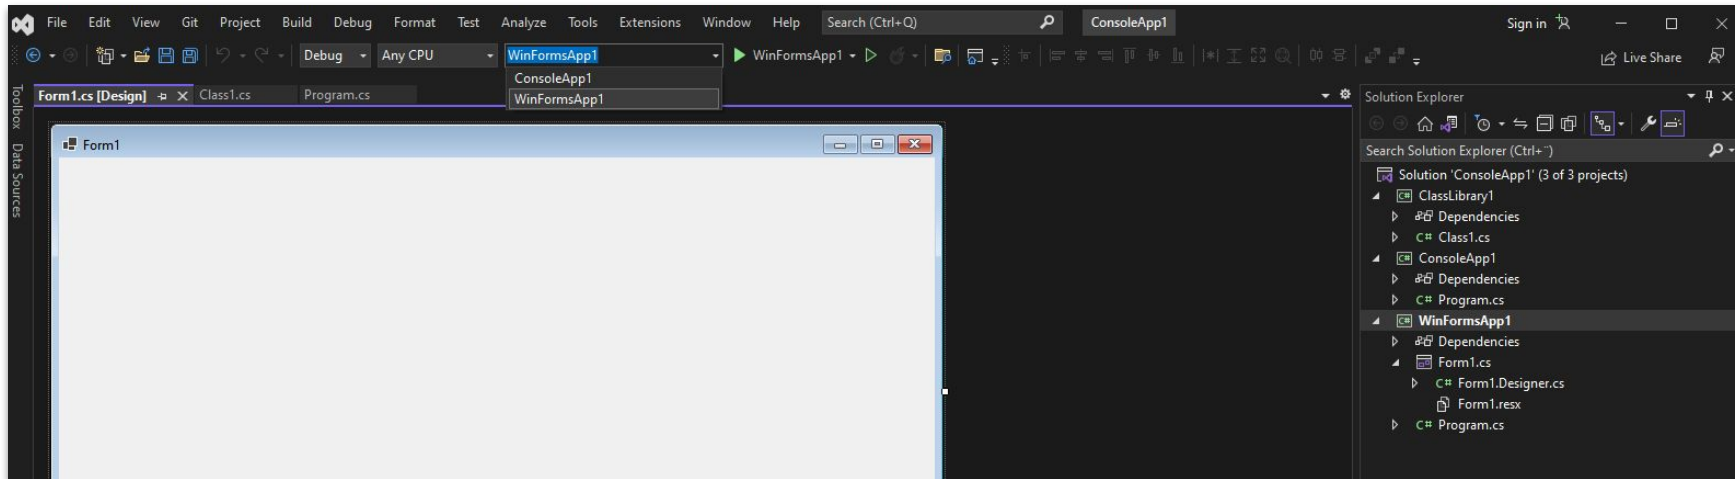 File Edit View Git Project Build Debug Format Test Analyze Tools Extensions Window Help Search (Ctrl+Q) ConsoleApp1 Sign in
Debug Any CPU WinFormsApp1 WinFormsApp1 Live Share
ConsoleApp1
WinFormsApp1
Toolbox
Data Sources
Form1.cs [Design] Class1.cs Program.cs
Form1
Solution Explorer
Search Solution Explorer (Ctrl+¨)
Solution 'ConsoleApp1' (3 of 3 projects)
C# ClassLibrary1
Dependencies
C# Class1.cs
C# ConsoleApp1
Dependencies
C# Program.cs
C# WinFormsApp1
Dependencies
Form1.cs
C# Form1.Designer.cs
Form1.resx
C# Program.cs